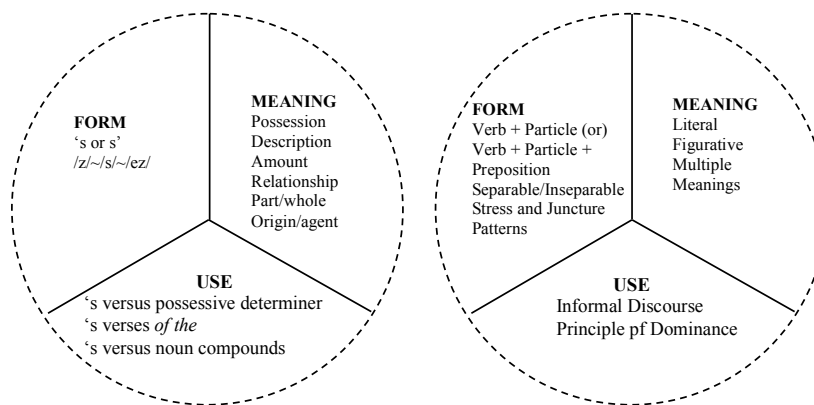 FORM
‘s or s’
/z/~/s/~/ez/
MEANING
Possession
Description
Amount
Relationship
Part/whole
Origin/agent
USE
‘s versus possessive determiner
‘s verses of the
‘s versus noun compounds
FORM
Verb + Particle (or)
Verb + Particle +
Preposition
Separable/Inseparable
Stress and Juncture
Patterns
MEANING
Literal
Figurative
Multiple
Meanings
USE
Informal Discourse
Principle pf Dominance